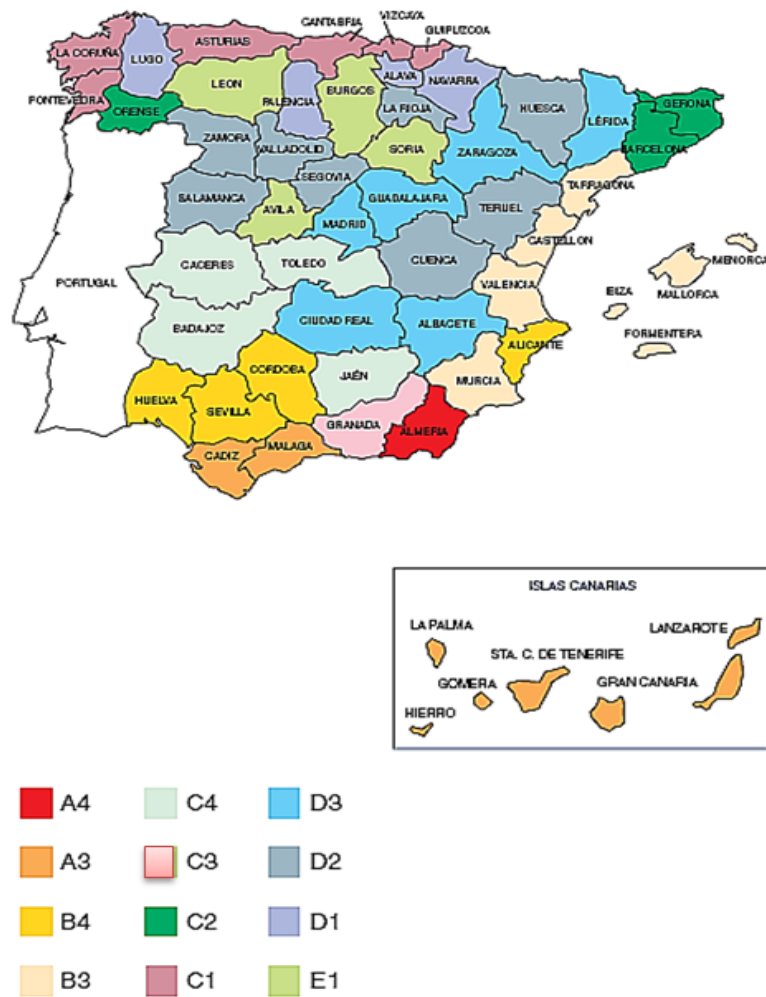 CANTABRIA
VIZCAYA
GUIPUZCOA
LA CORUÑA
LUGO
ASTURIAS
PONTEVEDRA
ORENSE
LEON
PALENCIA
BURGOS
ALAVA
NAVARRA
LA RIOJA
HUESCA
LÉRIDA
GERONA
BARCELONA
ZAMORA
VALLADOLID
SORIA
ZARAGOZA
SEGOVIA
TARRAGONA
SALAMANCA
AVILA
MADRID
GUADALAJARA
TERUEL
CASTELLON
MENORCA
CACERES
TOLEDO
CUENCA
VALENCIA
PORTUGAL
IBIZA
MALLORCA
BADAJOZ
CIUDAD REAL
ALBACETE
ALICANTE
FORMENTERA
HUELVA
SEVILLA
CORDOBA
JAÉN
MURCIA
GRANADA
ALMERIA
CADIZ
MALAGA
ISLAS CANARIAS
LA PALMA
LANZAROTE
STA. C. DE TENERIFE
GOMERA
GRAN CANARIA
HIERRO
A4 C4 D3
A3 C3 D2
B4 C2 D1
B3 C1 E1